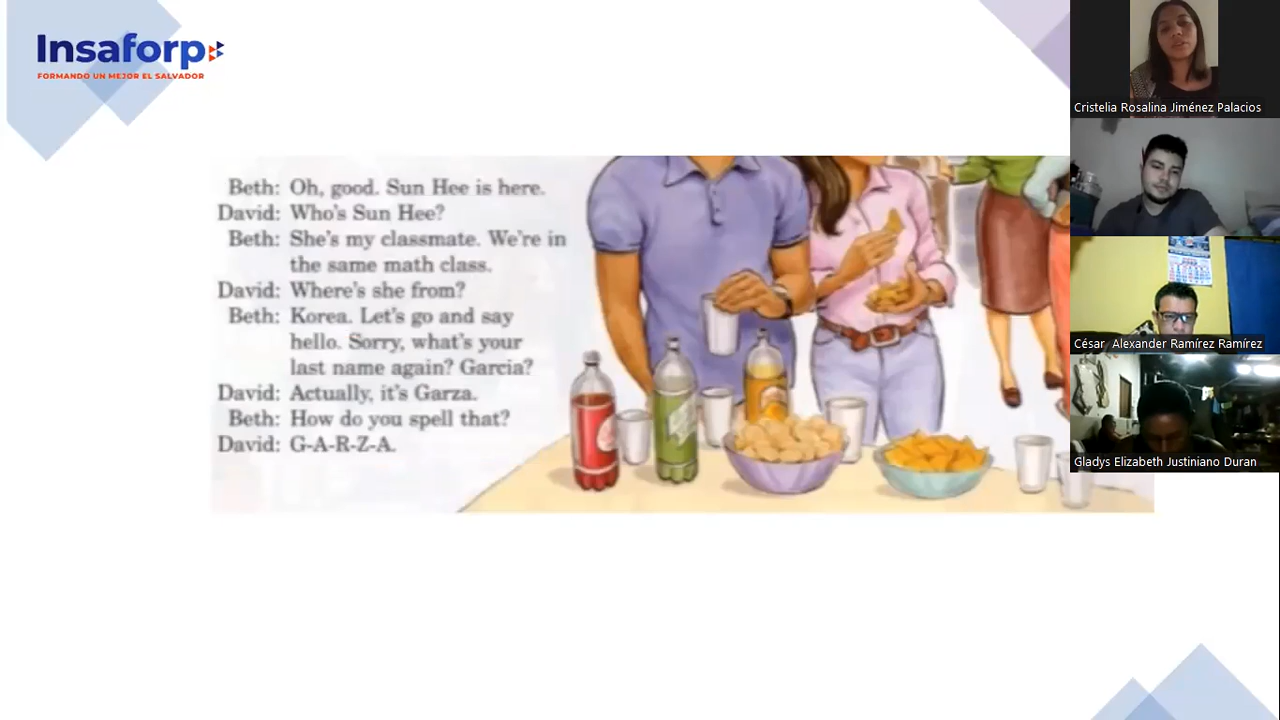 Insaforp
FORMANDO UN MEJOR EL SALVADOR
Beth: Oh, good. Sun Hee is here.
David: Who's Sun Hee?
Beth: She's my classmate. We're in
the same math class.
David: Where's she from?
Beth: Korea. Let's go and say
hello. Sorry, what's your
last name again? Garcia?
David: Actually, it's Garza.
Beth: How do you spell that?
David: G-A-R-Z-A.
Cristelia Rosalina Jiménez Palacios
César Alexander Ramírez Ramírez
Gladys Elizabeth Justiniano Duran